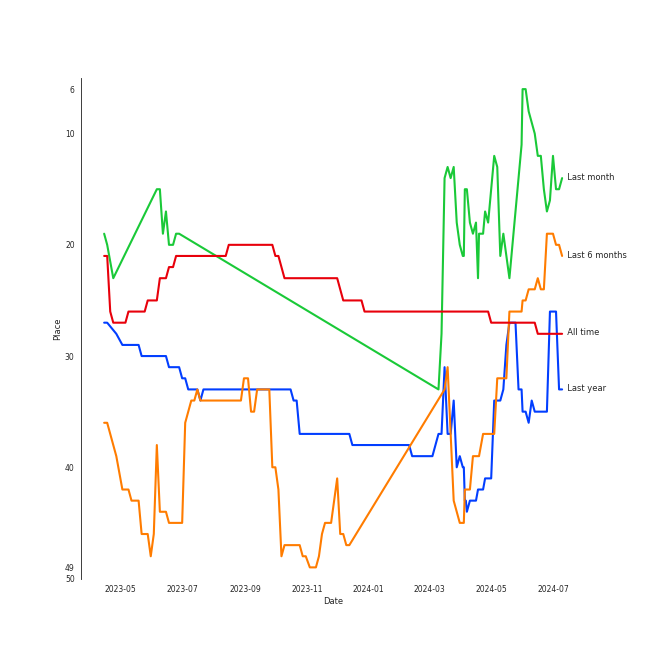 6
10
20
30
40
49
50
Place
2023-05
2023-07
2023-09
2023-11
2024-01
2024-03
2024-05
2024-07
Date
Last month
Last 6 months
All time
Last year